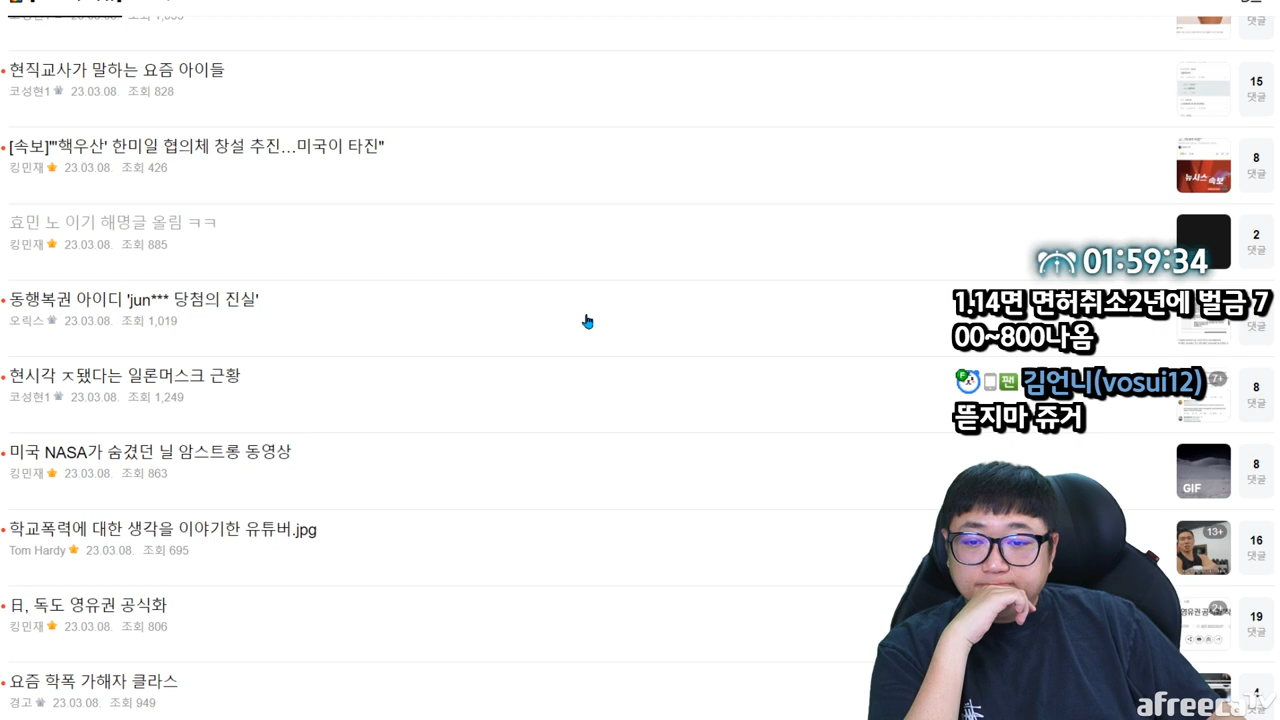 댓글
현직교사가 말하는 요즘 아이들
코성현1 23.03.08. 조회 828
15
댓글
[속보]"'핵우산' 한미일 협의체 창설 추진…미국이 타진"
킹민재 23.03.08. 조회 426
뉴시스 속보
8
댓글
효민 노 이기 해명글 올림 ㅋㅋ
킹민재 23.03.08. 조회 885
2
댓글
01:59:34
동행복권 아이디 'jun*** 당첨의 진실'
오릭스 23.03.08. 조회 1,019
1.14면 면허취소2년에 벌금 7
00~800나옴
현시각 ㅈ됐다는 일론머스크 근황
코성현1 23.03.08. 조회 1,249
7+
8
댓글
김언니(vosui12)
뜯지마 쥬거
미국 NASA가 숨겼던 닐 암스트롱 동영상
킹민재 23.03.08. 조회 863
GIF
8
댓글
학교폭력에 대한 생각을 이야기한 유튜버.jpg
Tom Hardy 23.03.08. 조회 695
13+
16
댓글
日, 독도 영유권 공식화
킹민재 23.03.08. 조회 806
2+
19
댓글
요즘 학폭 가해자 클라스
경고 23.03.08. 조회 949
4
댓글
afreecaTV